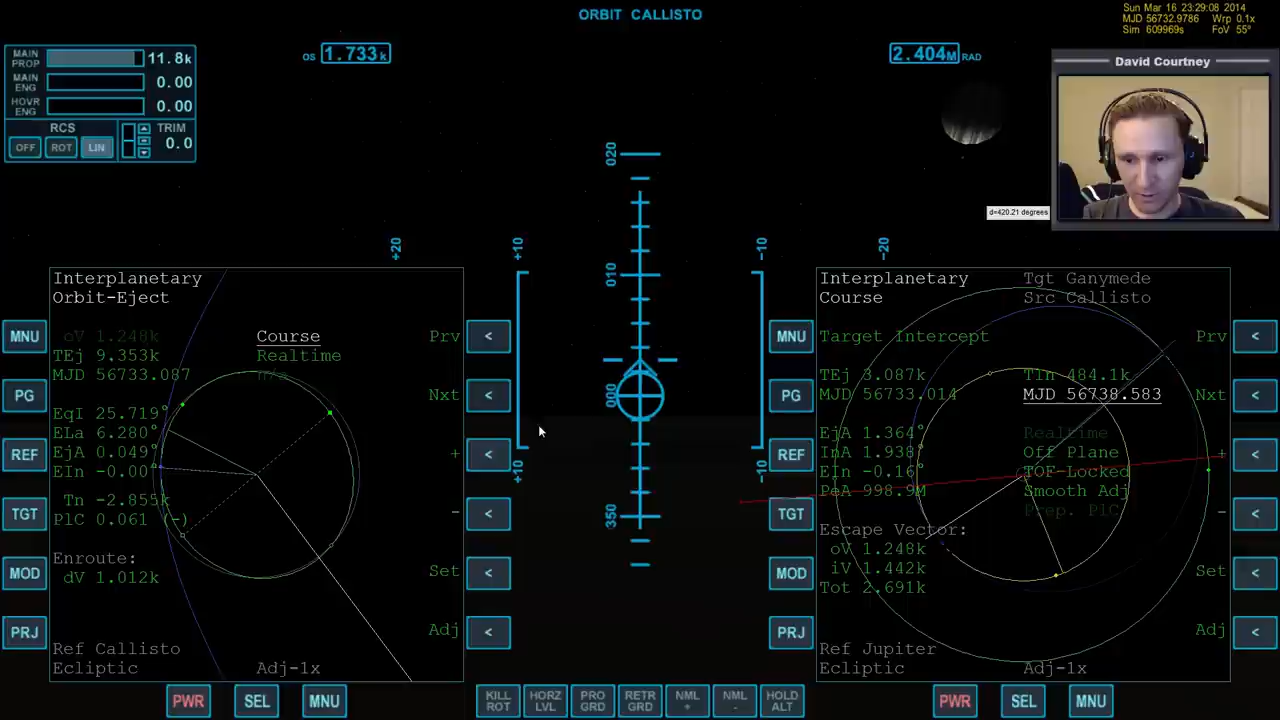 ORBIT CALLISTO
Sun Mar 16 23:29:08 2014
MJD 56732.9786 Wrp 0.1x
Sim 609969s FoV 55°
MAIN PROP 11.8k
MAIN ENG 0.00
HOVR ENG 0.00
RCS TRIM
OFF ROT LIN 0.0
OS 1.733k
2.404M RAD
David Courtney
d=420.21 degrees
020
010
000
350
+20 +10 -10 -20
+10 -10
Interplanetary
Orbit-Eject
oV 1.248k Course Prv
TEj 9.353k Realtime
MJD 56733.087 n/s Nxt
EqI 25.719°
ELa 6.280° +
EjA 0.049°
EIn -0.00°
Tn -2.855k -
PlC 0.061 (-)
Enroute:
dV 1.012k Set
Adj
Ref Callisto
Ecliptic Adj-1x
MNU
PG
REF
TGT
MOD
PRJ
<
<
<
<
<
<
PWR SEL MNU
KILL ROT
HORZ LVL
PRO GRD
RETR GRD
NML +
NML -
HOLD ALT
Interplanetary Tgt Ganymede
Course Src Callisto
Target Intercept Prv
TEj 3.087k TIn 484.1k
MJD 56733.014 MJD 56738.583 Nxt
EjA 1.364° Realtime
InA 1.938° Off Plane +
EIn -0.16° TOF-Locked
PeA 998.9M Smooth Adj
Prep. PlC -
Escape Vector:
oV 1.248k
iV 1.442k Set
Tot 2.691k
Adj
Ref Jupiter
Ecliptic Adj-1x
MNU
PG
REF
TGT
MOD
PRJ
<
<
<
<
<
<
PWR SEL MNU